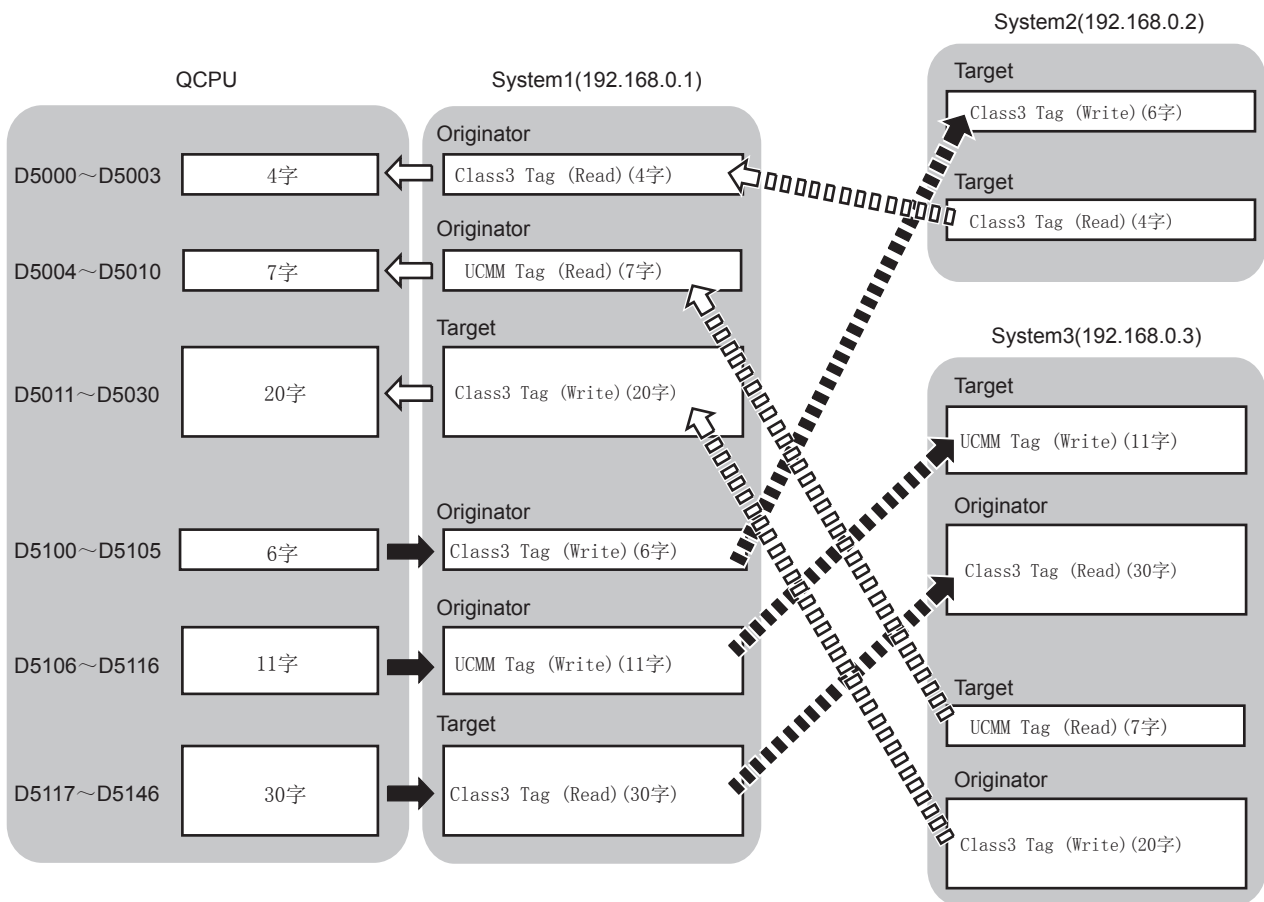 System2(192.168.0.2)
QCPU
System1(192.168.0.1)
Target
Class3 Tag (Write)(6字)
Target
Class3 Tag (Read)(4字)
Originator
D5000～D5003
4字
Class3 Tag (Read)(4字)
Originator
D5004～D5010
7字
UCMM Tag (Read)(7字)
Target
D5011～D5030
20字
Class3 Tag (Write)(20字)
Originator
D5100～D5105
6字
Class3 Tag (Write)(6字)
Originator
D5106～D5116
11字
UCMM Tag (Write)(11字)
Target
D5117～D5146
30字
Class3 Tag (Read)(30字)
System3(192.168.0.3)
Target
UCMM Tag (Write)(11字)
Originator
Class3 Tag (Read)(30字)
Target
UCMM Tag (Read)(7字)
Originator
Class3 Tag (Write)(20字)